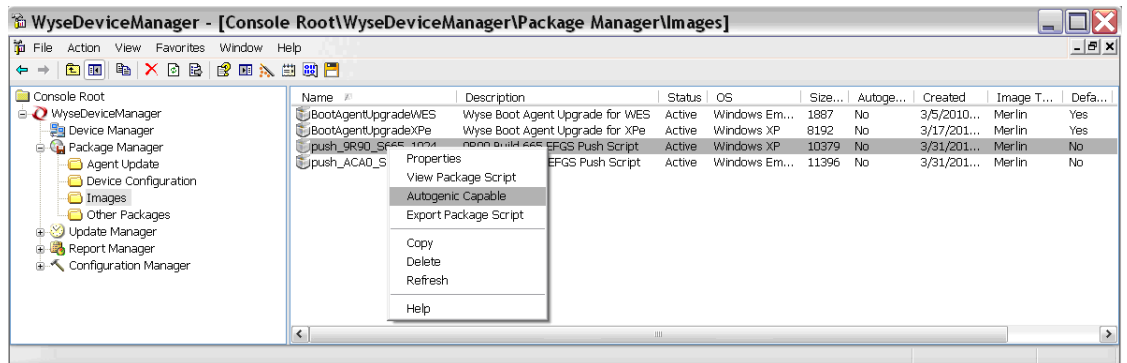 WyseDeviceManager - [Console Root\WyseDeviceManager\Package Manager\Images]
File Action View Favorites Window Help
Console Root
WyseDeviceManager
Device Manager
Package Manager
Agent Update
Device Configuration
Images
Other Packages
Update Manager
Report Manager
Configuration Manager
Name Description Status OS Size... Autoge... Created Image T... Defa...
BootAgentUpgradeWES Wyse Boot Agent Upgrade for WES Active Windows Em... 1887 No 3/5/2010... Merlin Yes
BootAgentUpgradeXPe Wyse Boot Agent Upgrade for XPe Active Windows XP 8192 No 3/17/201... Merlin Yes
push_9R90_S665_1024 9R90 Build 665 EFGS Push Script Active Windows XP 10379 No 3/31/201... Merlin No
push_ACA0_S EFGS Push Script Active Windows Em... 11396 No 3/31/201... Merlin No
Properties
View Package Script
Autogenic Capable
Export Package Script
Copy
Delete
Refresh
Help